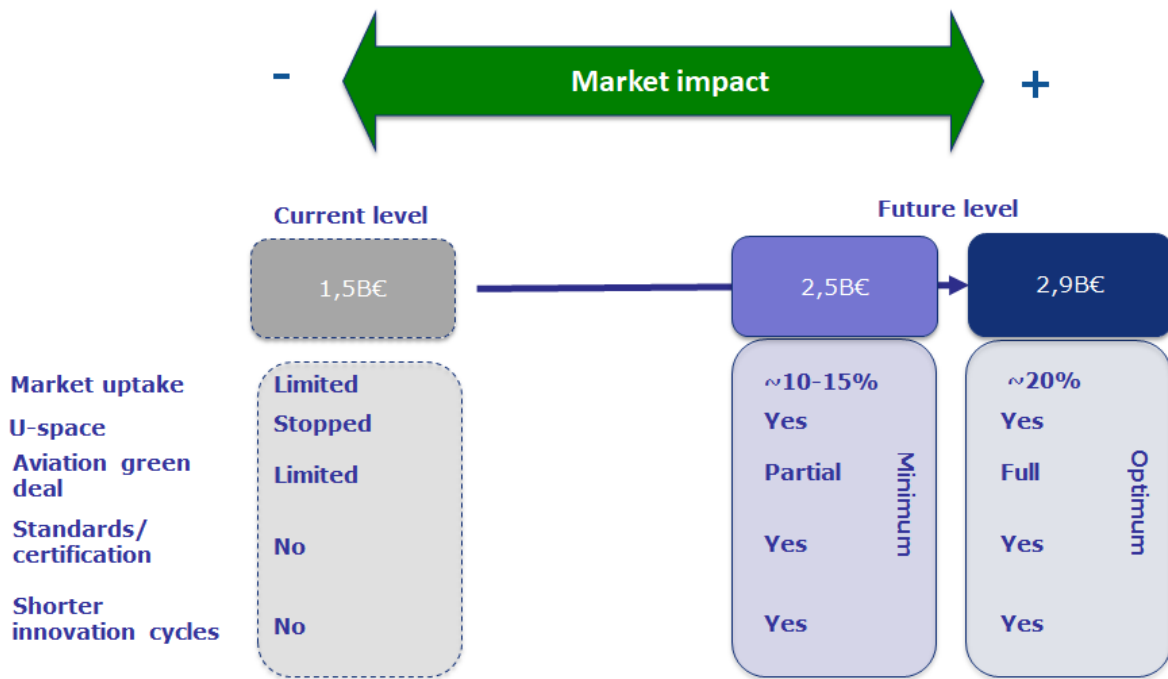 -
Market impact
+
Current level
Future level
1,5B€
2,5B€
2,9B€
Market uptake
Limited
~10-15%
~20%
U-space
Stopped
Yes
Yes
Aviation green
deal
Limited
Partial
Full
Standards/
certification
No
Yes
Yes
Shorter
innovation cycles
No
Yes
Yes
Minimum
Optimum